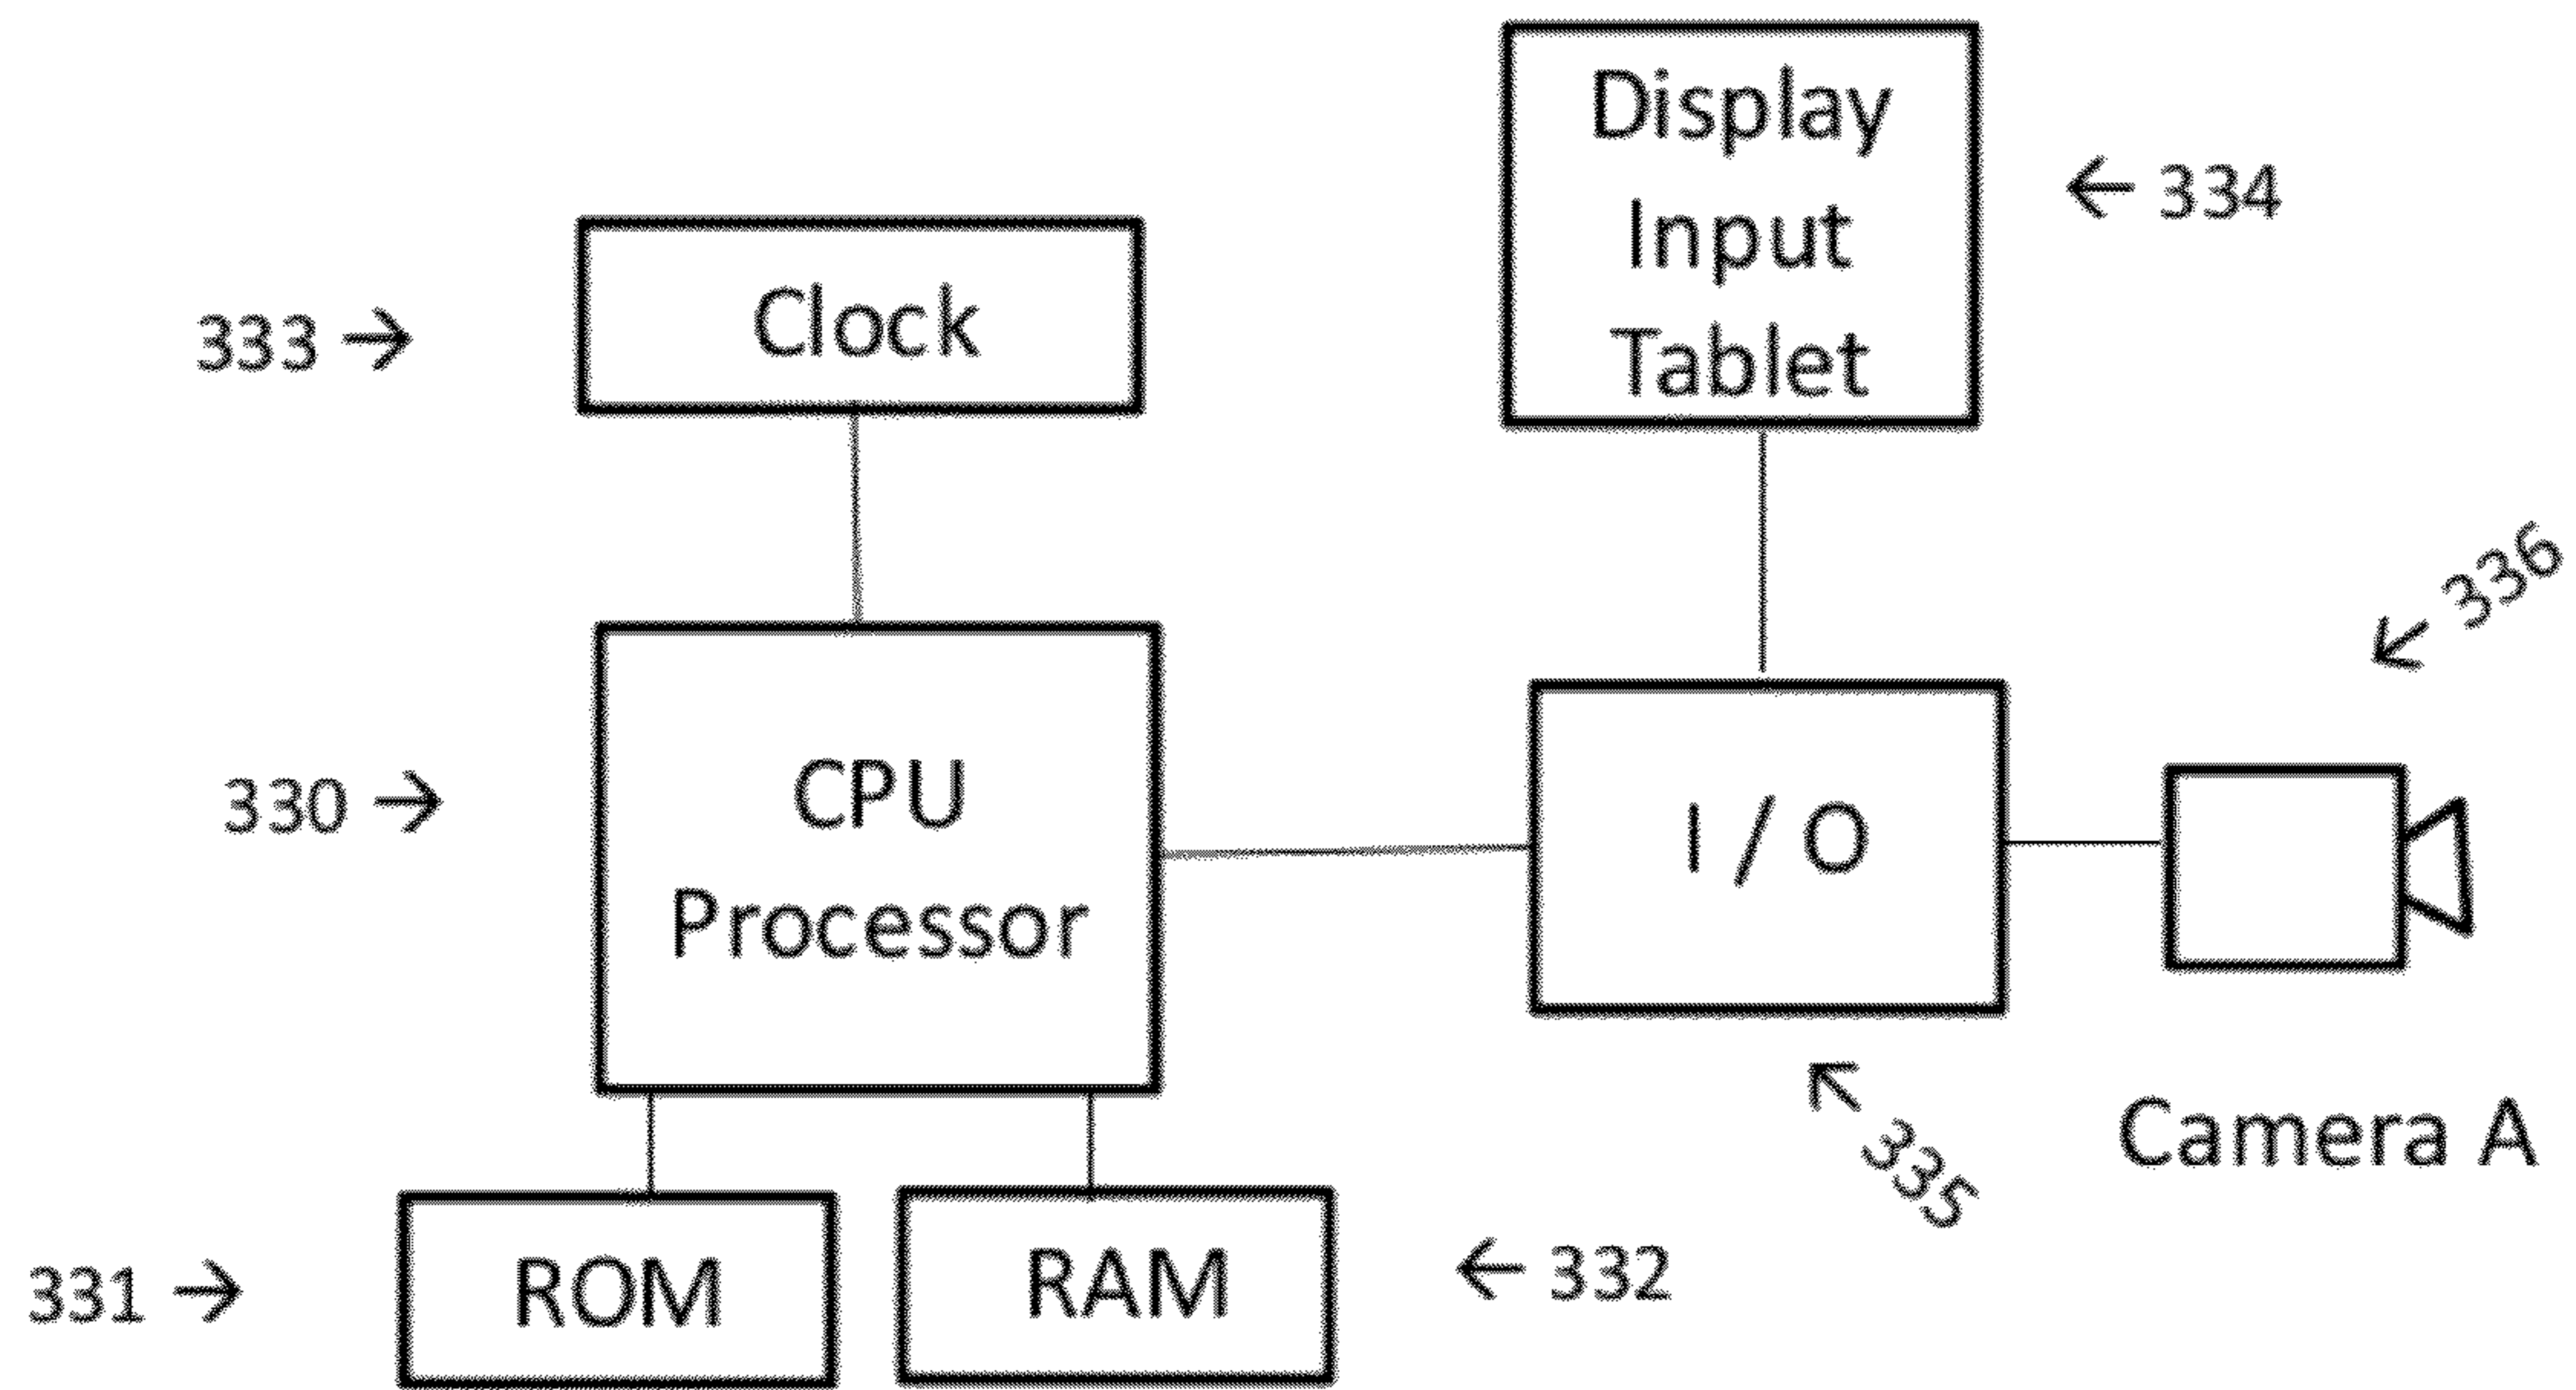 Display
Input
Tablet
← 334
333 →
Clock
336
←
330 →
CPU
Processor
I / O
←
335
Camera A
331 →
ROM
RAM
← 332